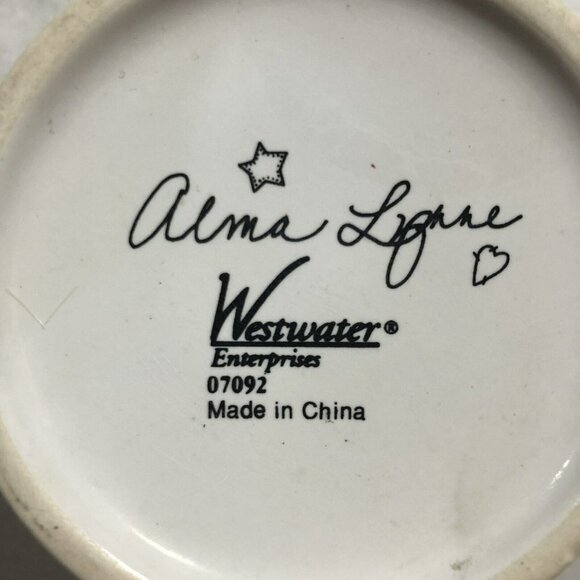 Alma Lynne
Westwater®
Enterprises
07092
Made in China